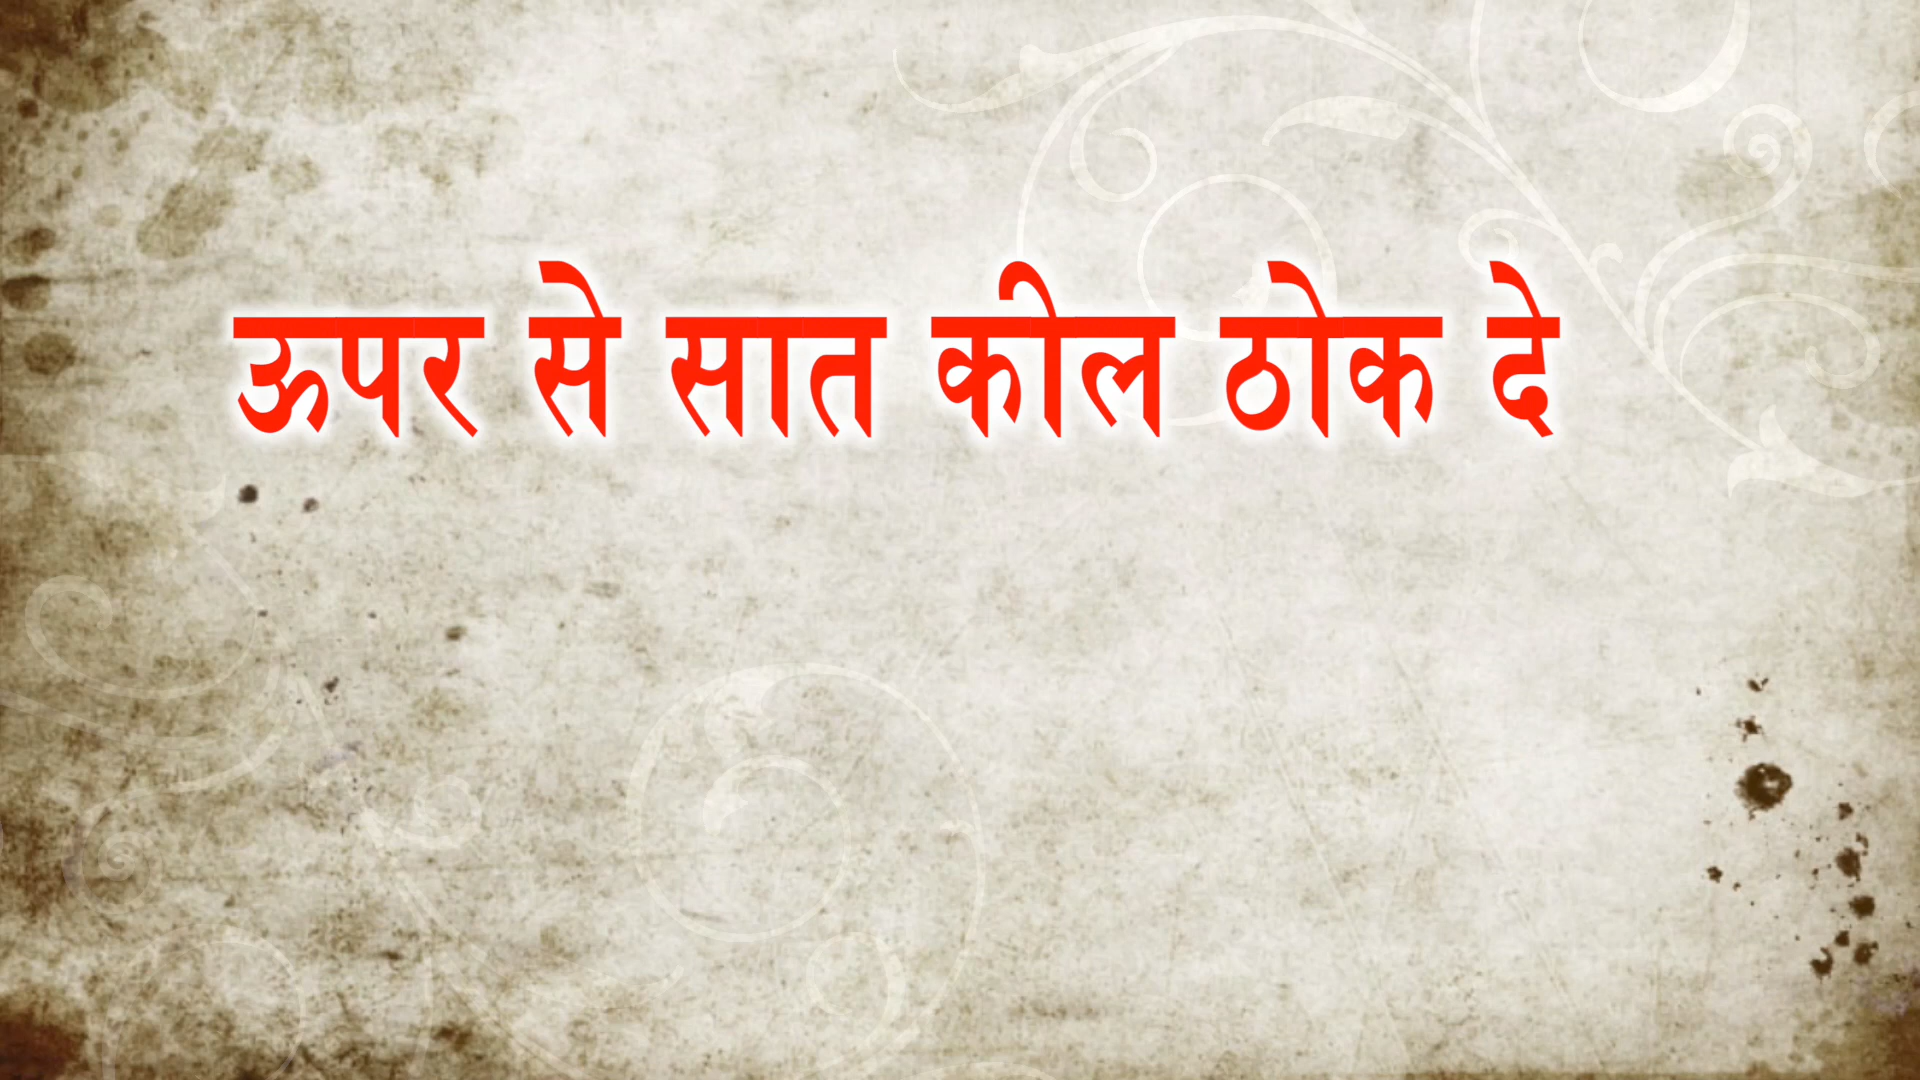 ऊपर से सात कील ठोक दे